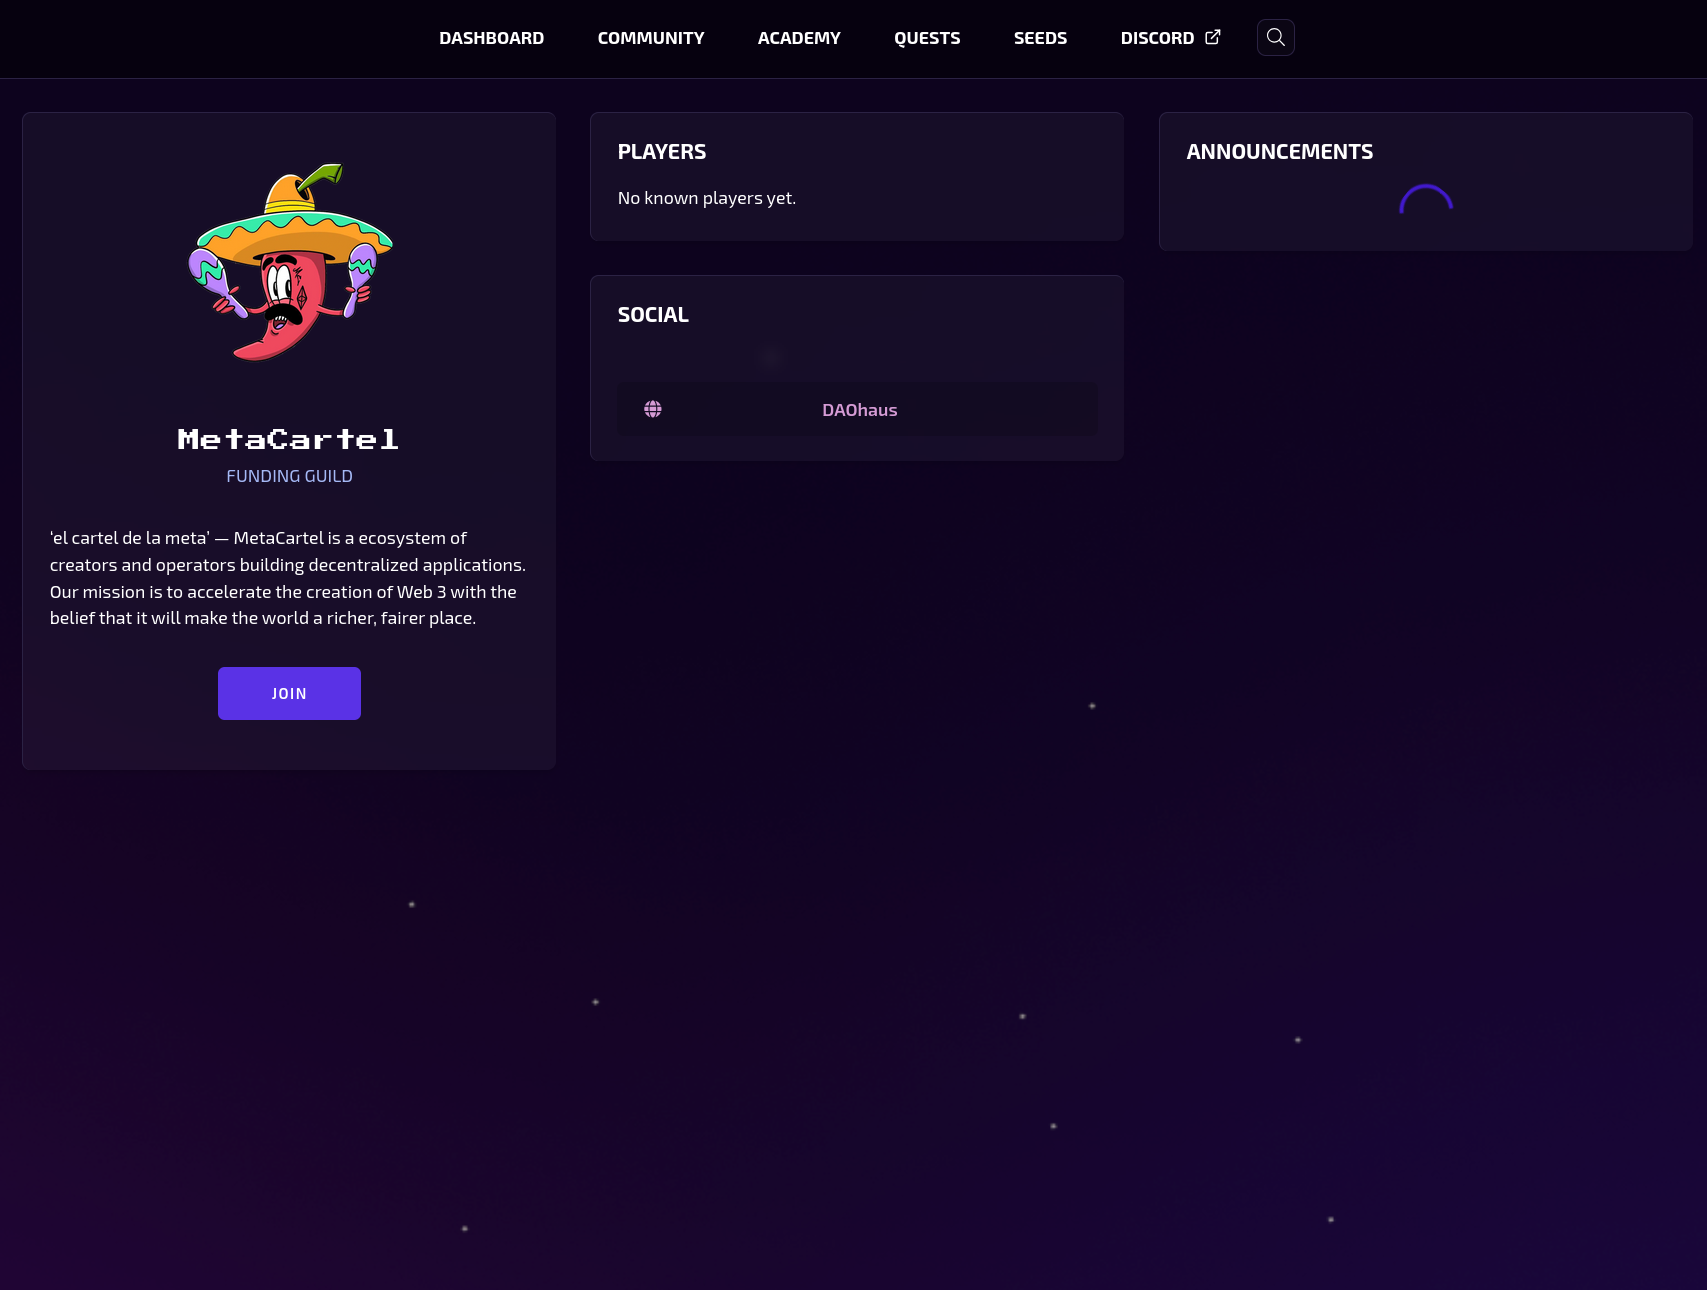 DASHBOARD COMMUNITY ACADEMY QUESTS SEEDS DISCORD
MetaCartel
FUNDING GUILD
‘el cartel de la meta’ — MetaCartel is a ecosystem of
creators and operators building decentralized applications.
Our mission is to accelerate the creation of Web 3 with the
belief that it will make the world a richer, fairer place.
JOIN
PLAYERS
No known players yet.
SOCIAL
DAOhaus
ANNOUNCEMENTS